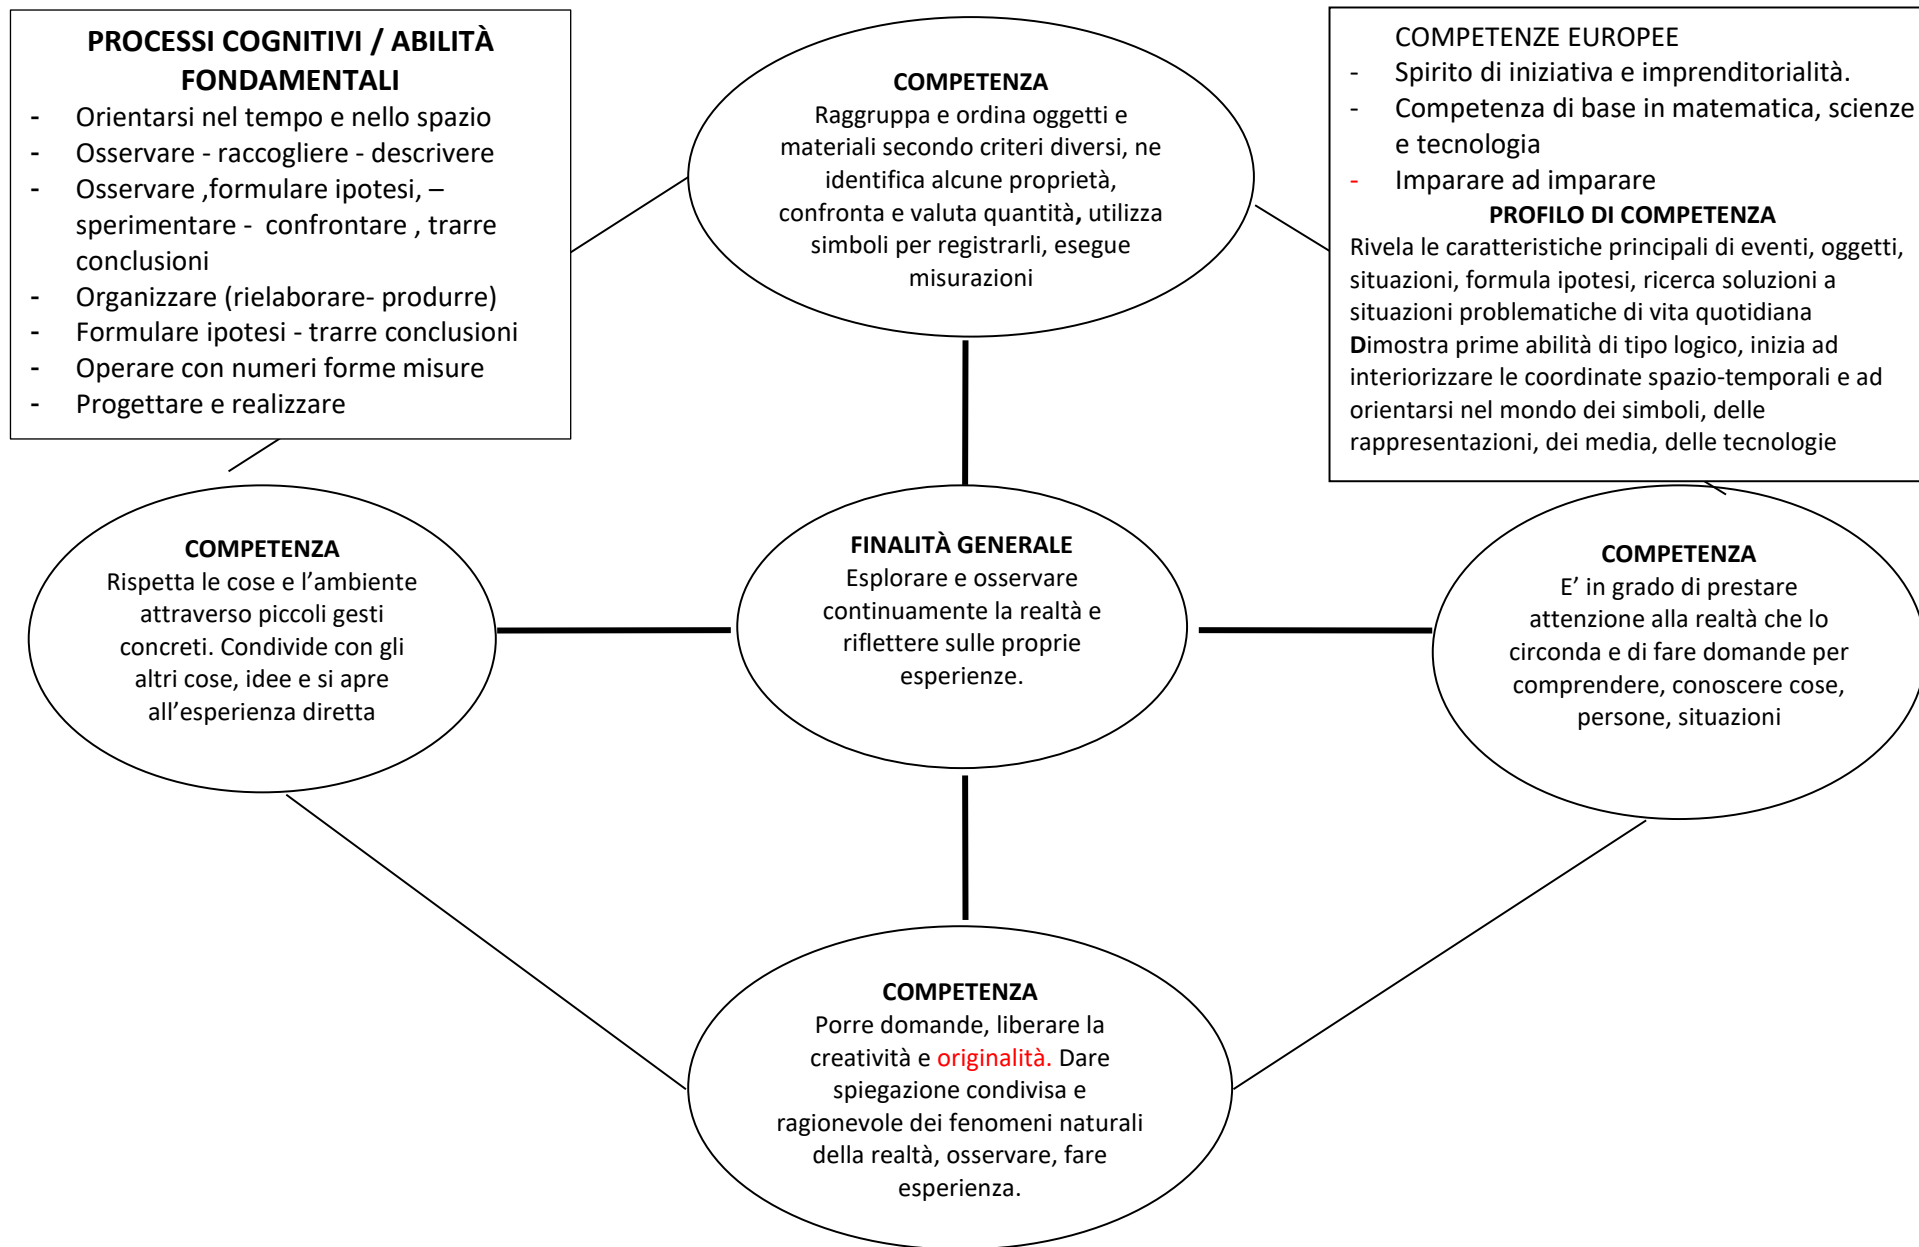 PROCESSI COGNITIVI / ABILITÀ
FONDAMENTALI
- Orientarsi nel tempo e nello spazio
- Osservare - raccogliere - descrivere
- Osservare ,formulare ipotesi, –
sperimentare - confrontare , trarre
conclusioni
- Organizzare (rielaborare- produrre)
- Formulare ipotesi - trarre conclusioni
- Operare con numeri forme misure
- Progettare e realizzare
COMPETENZA
Raggruppa e ordina oggetti e
materiali secondo criteri diversi, ne
identifica alcune proprietà,
confronta e valuta quantità, utilizza
simboli per registrarli, esegue
misurazioni
COMPETENZE EUROPEE
- Spirito di iniziativa e imprenditorialità.
- Competenza di base in matematica, scienze
e tecnologia
- Imparare ad imparare
PROFILO DI COMPETENZA
Rivela le caratteristiche principali di eventi, oggetti,
situazioni, formula ipotesi, ricerca soluzioni a
situazioni problematiche di vita quotidiana
Dimostra prime abilità di tipo logico, inizia ad
interiorizzare le coordinate spazio-temporali e ad
orientarsi nel mondo dei simboli, delle
rappresentazioni, dei media, delle tecnologie
COMPETENZA
Rispetta le cose e l’ambiente
attraverso piccoli gesti
concreti. Condivide con gli
altri cose, idee e si apre
all’esperienza diretta
FINALITÀ GENERALE
Esplorare e osservare
continuamente la realtà e
riflettere sulle proprie
esperienze.
COMPETENZA
E’ in grado di prestare
attenzione alla realtà che lo
circonda e di fare domande per
comprendere, conoscere cose,
persone, situazioni
COMPETENZA
Porre domande, liberare la
creatività e originalità. Dare
spiegazione condivisa e
ragionevole dei fenomeni naturali
della realtà, osservare, fare
esperienza.